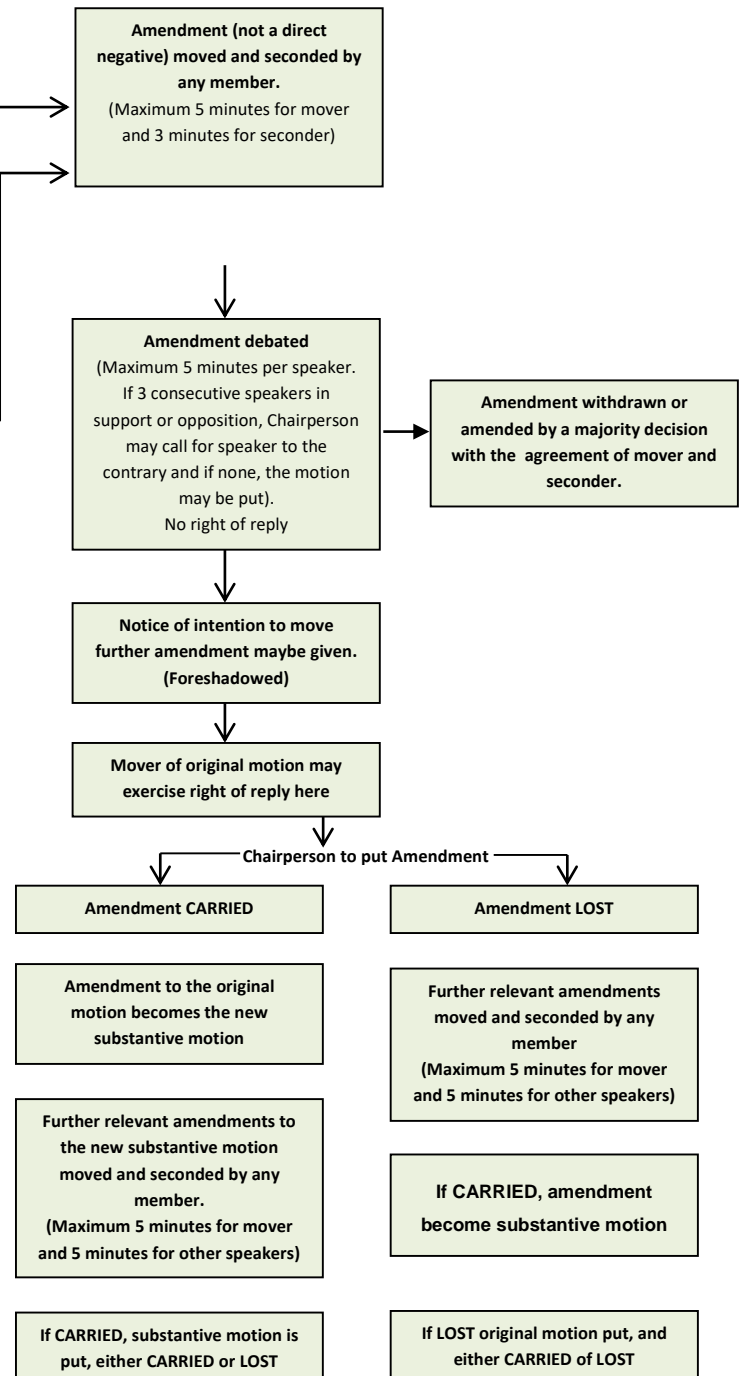 Amendment (not a direct
negative) moved and seconded by
any member.
(Maximum 5 minutes for mover
and 3 minutes for seconder)
Amendment debated
(Maximum 5 minutes per speaker.
If 3 consecutive speakers in
support or opposition, Chairperson
may call for speaker to the
contrary and if none, the motion
may be put).
No right of reply
Amendment withdrawn or
amended by a majority decision
with the agreement of mover and
seconder.
Notice of intention to move
further amendment maybe given.
(Foreshadowed)
Mover of original motion may
exercise right of reply here
Chairperson to put Amendment
Amendment CARRIED
Amendment to the original
motion becomes the new
substantive motion
Further relevant amendments to
the new substantive motion
moved and seconded by any
member.
(Maximum 5 minutes for mover
and 5 minutes for other speakers)
If CARRIED, substantive motion is
put, either CARRIED or LOST
Amendment LOST
Further relevant amendments
moved and seconded by any
member
(Maximum 5 minutes for mover
and 5 minutes for other speakers)
If CARRIED, amendment
become substantive motion
If LOST original motion put, and
either CARRIED of LOST